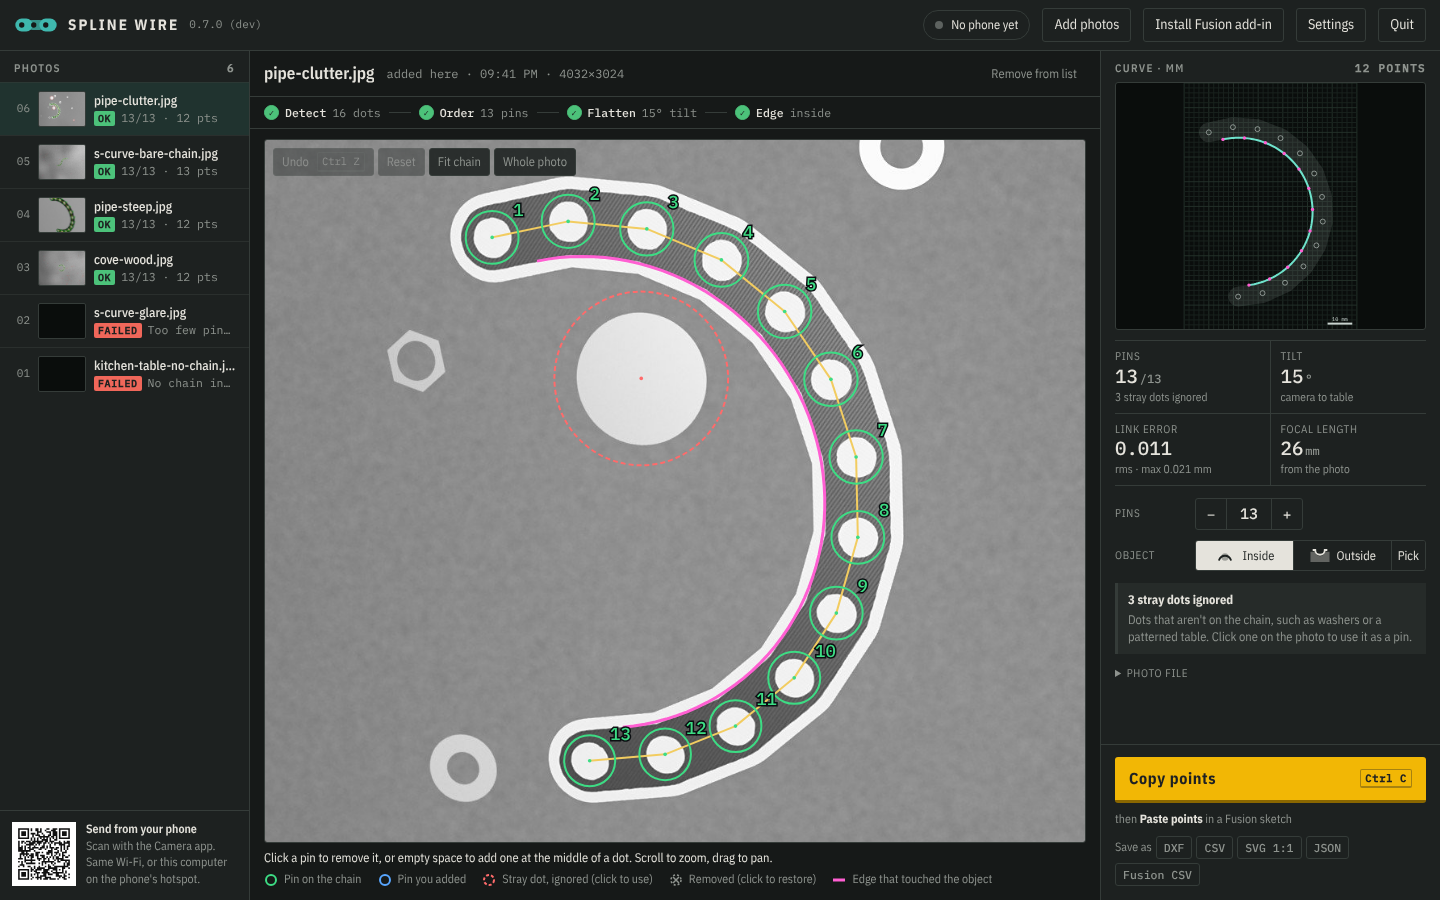 SPLINE WIRE 0.7.0 (dev)
No phone yet
Add photos
Install Fusion add-in
Settings
Quit
PHOTOS 6
06 pipe-clutter.jpg
OK 13/13 · 12 pts
05 s-curve-bare-chain.jpg
OK 13/13 · 13 pts
04 pipe-steep.jpg
OK 13/13 · 12 pts
03 cove-wood.jpg
OK 13/13 · 12 pts
02 s-curve-glare.jpg
FAILED Too few pin…
01 kitchen-table-no-chain.j…
FAILED No chain in…
Send from your phone
Scan with the Camera app.
Same Wi-Fi, or this computer
on the phone's hotspot.
pipe-clutter.jpg added here · 09:41 PM · 4032×3024
Remove from list
Detect 16 dots
Order 13 pins
Flatten 15° tilt
Edge inside
Undo Ctrl Z
Reset
Fit chain
Whole photo
1
2
3
4
5
6
7
8
9
10
11
12
13
Click a pin to remove it, or empty space to add one at the middle of a dot. Scroll to zoom, drag to pan.
Pin on the chain
Pin you added
Stray dot, ignored (click to use)
Removed (click to restore)
Edge that touched the object
CURVE · MM 12 POINTS
10 mm
PINS
13 /13
3 stray dots ignored
TILT
15°
camera to table
LINK ERROR
0.011
rms · max 0.021 mm
FOCAL LENGTH
26 mm
from the photo
PINS − 13 +
OBJECT Inside Outside Pick
3 stray dots ignored
Dots that aren't on the chain, such as washers or a
patterned table. Click one on the photo to use it as a pin.
PHOTO FILE
Copy points Ctrl C
then Paste points in a Fusion sketch
Save as DXF CSV SVG 1:1 JSON
Fusion CSV